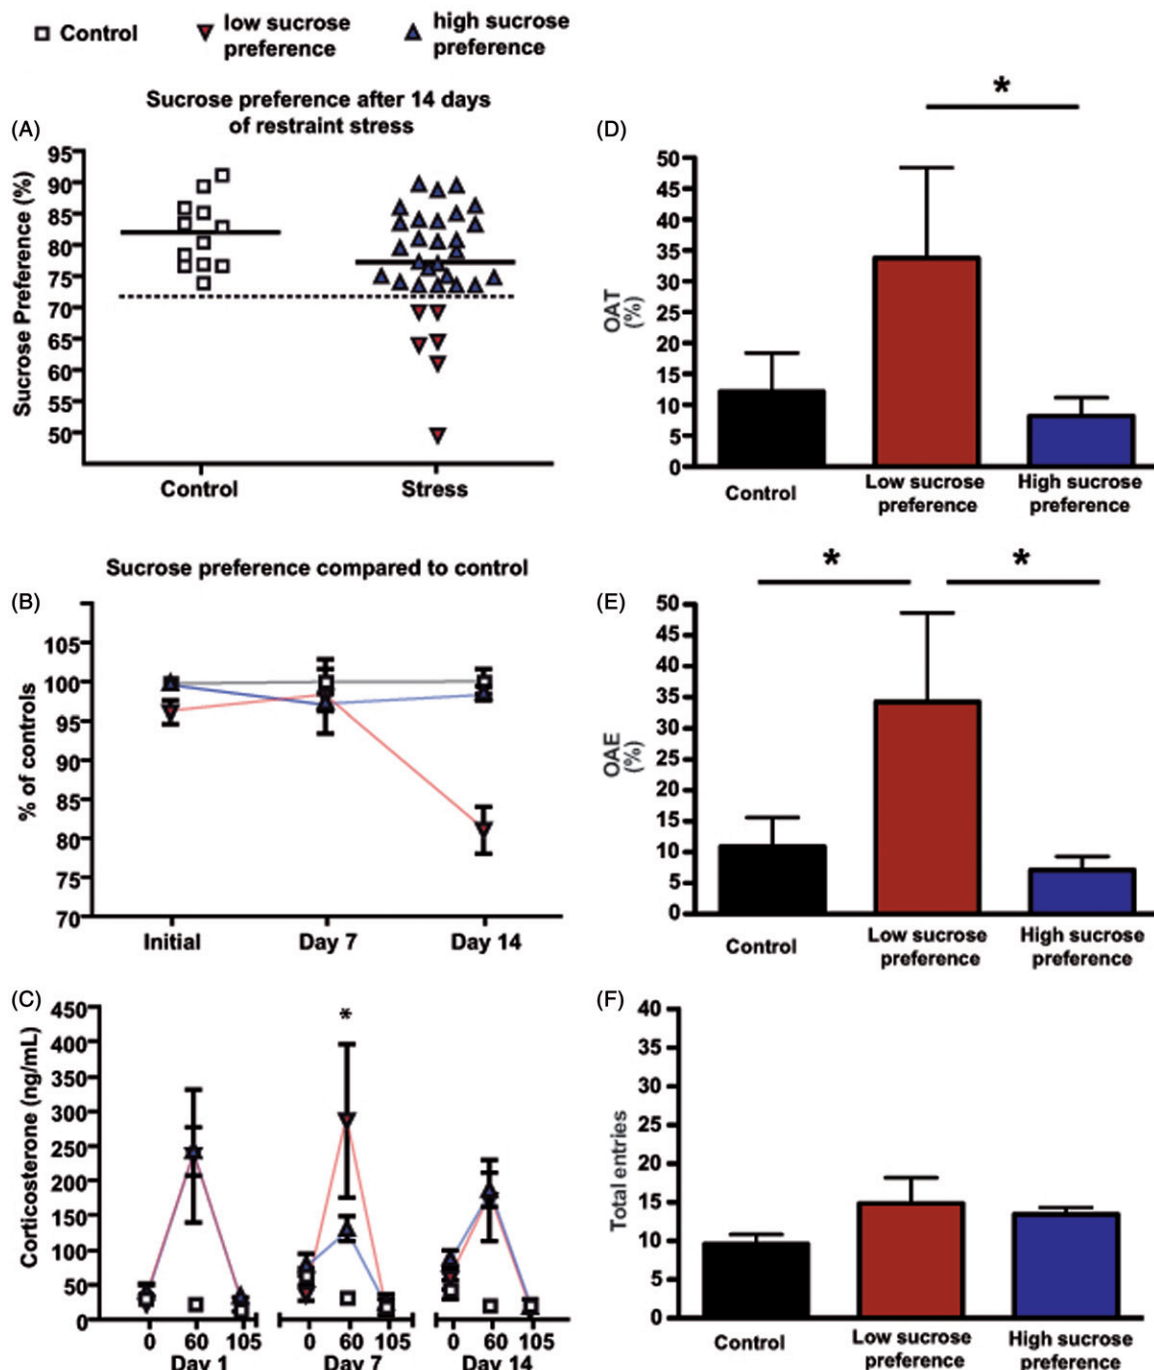 Control
low sucrose
preference
high sucrose
preference
(A)
Sucrose preference after 14 days
of restraint stress
Sucrose Preference (%)
95
90
85
80
75
70
65
60
55
50
Control
Stress
(B)
Sucrose preference compared to control
% of controls
105
100
95
90
85
80
75
70
Initial
Day 7
Day 14
(C)
Corticosterone (ng/mL)
450
400
350
300
250
200
150
100
50
0
*
0 60 105
0 60 105
0 60 105
Day 1
Day 7
Day 14
(D)
*
OAT
(%)
50
45
40
35
30
25
20
15
10
5
0
Control
Low sucrose
preference
High sucrose
preference
(E)
*
*
OAE
(%)
50
45
40
35
30
25
20
15
10
5
0
Control
Low sucrose
preference
High sucrose
preference
(F)
Total entries
40
35
30
25
20
15
10
5
0
Control
Low sucrose
preference
High sucrose
preference